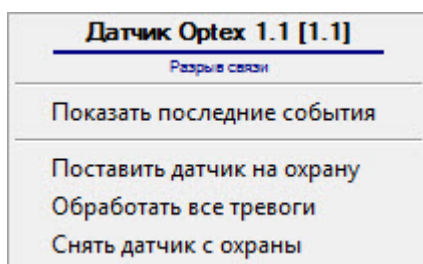 Датчик Optex 1.1 [1.1]
Разрыв связи
Показать последние события
Поставить датчик на охрану
Обработать все тревоги
Снять датчик с охраны